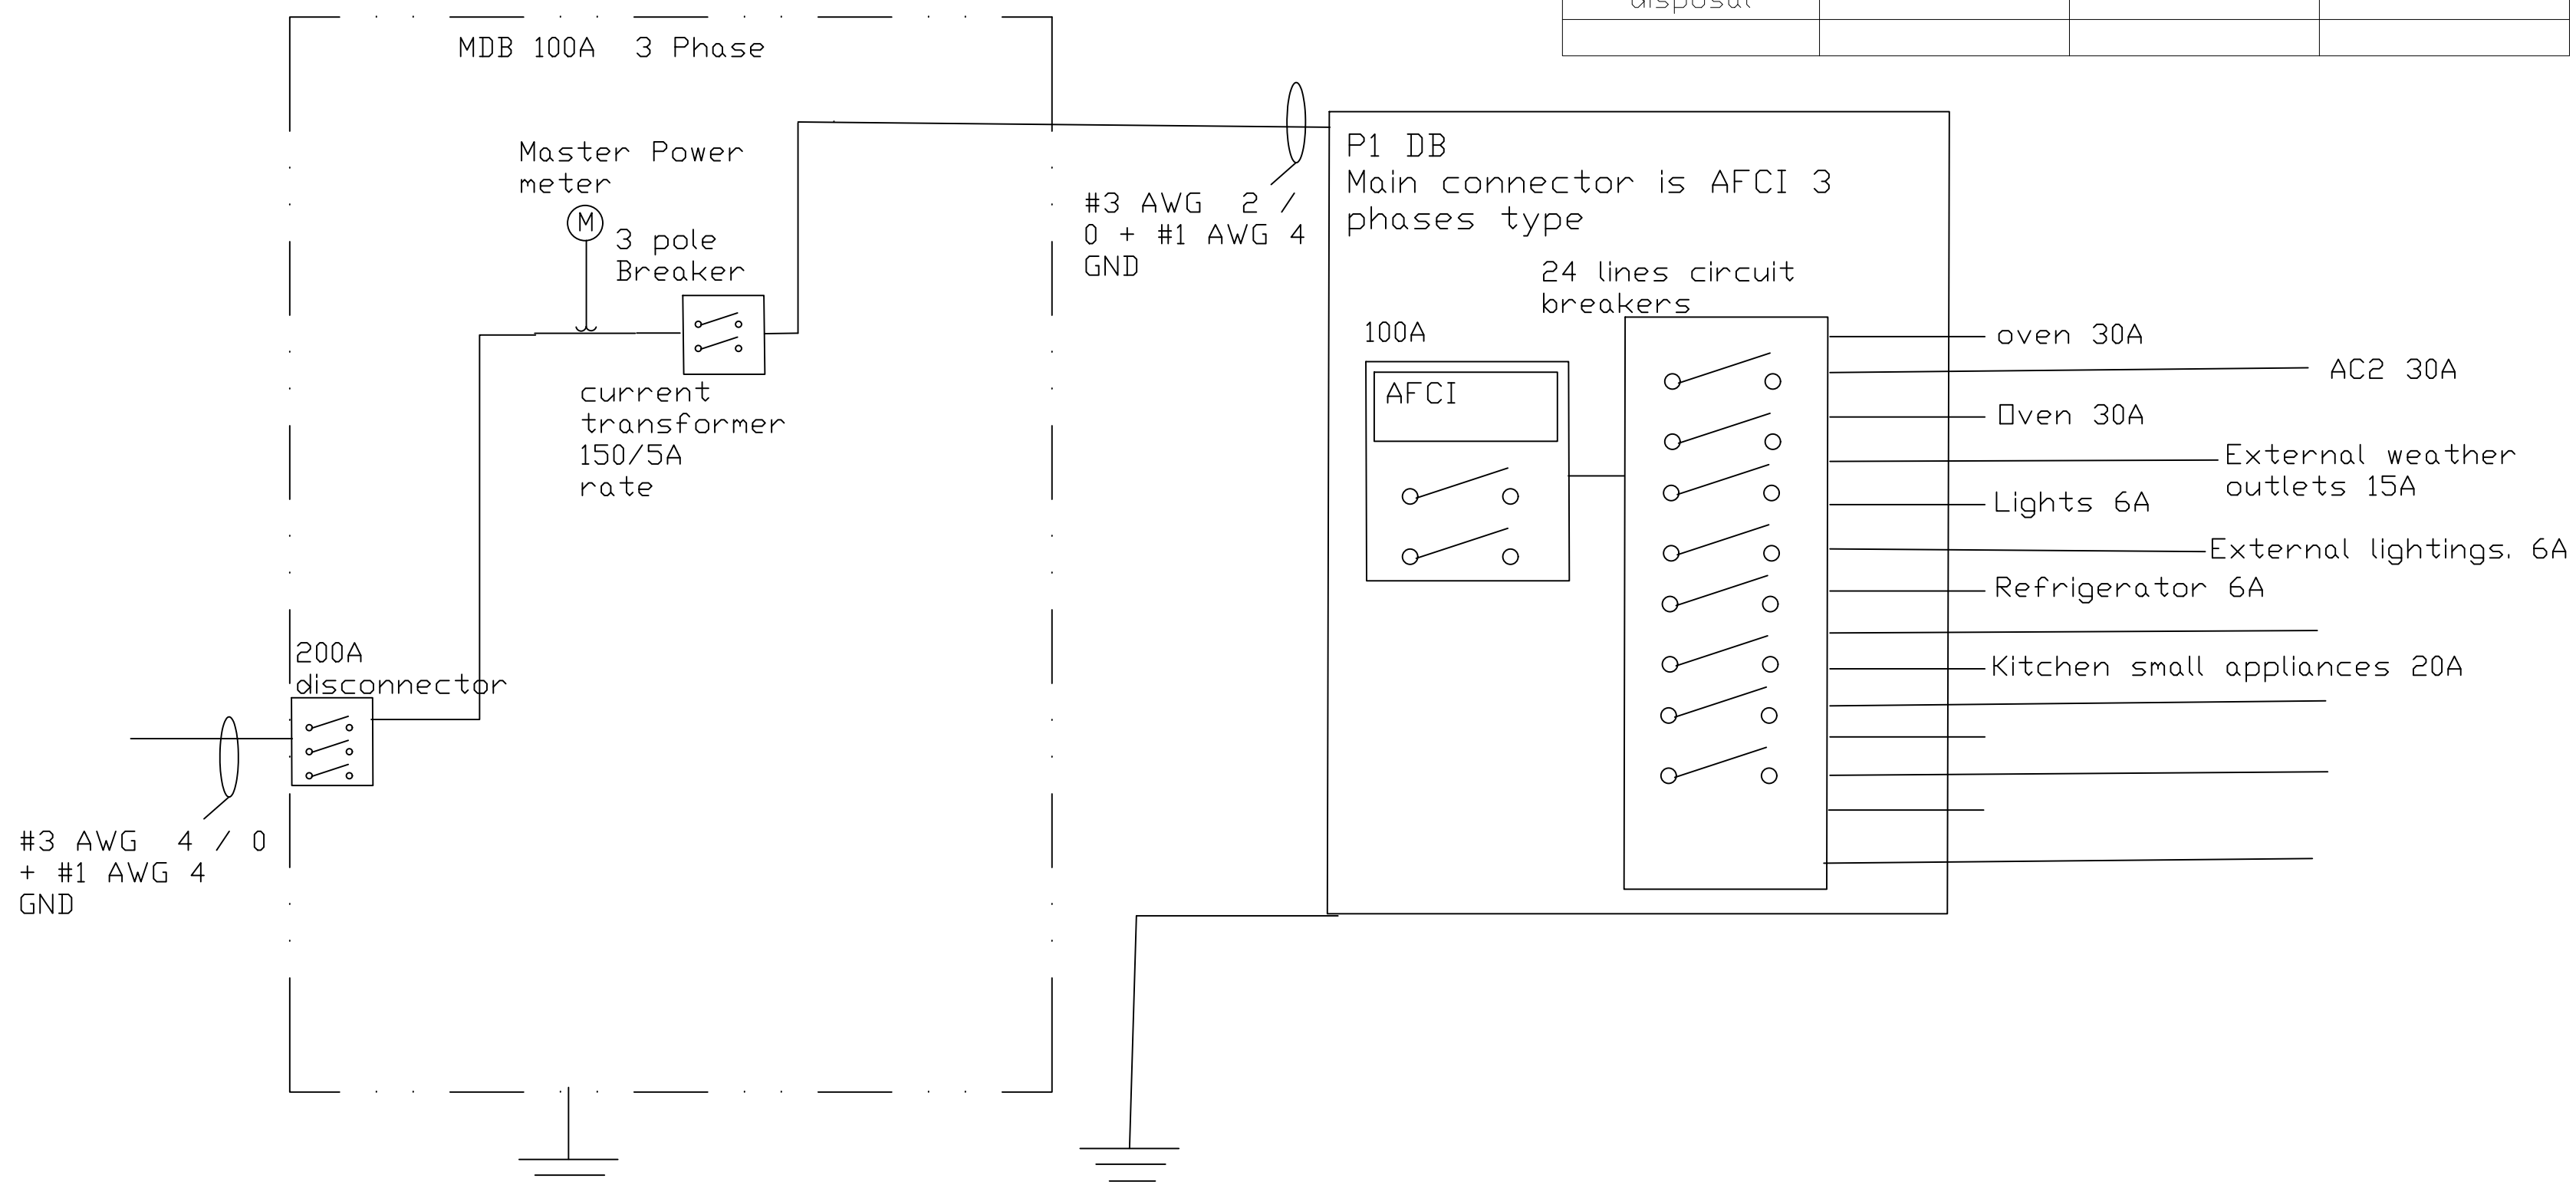 disposal
MDB 100A 3 Phase
Master Power
meter
M
3 pole
Breaker
current
transformer
150/5A
rate
200A
disconnector
#3 AWG 4 / 0
+ #1 AWG 4
GND
#3 AWG 2 /
0 + #1 AWG 4
GND
P1 DB
Main connector is AFCI 3
phases type
24 lines circuit
breakers
100A
AFCI
oven 30A
AC2 30A
Oven 30A
External weather
outlets 15A
Lights 6A
External lightings. 6A
Refrigerator 6A
Kitchen small appliances 20A